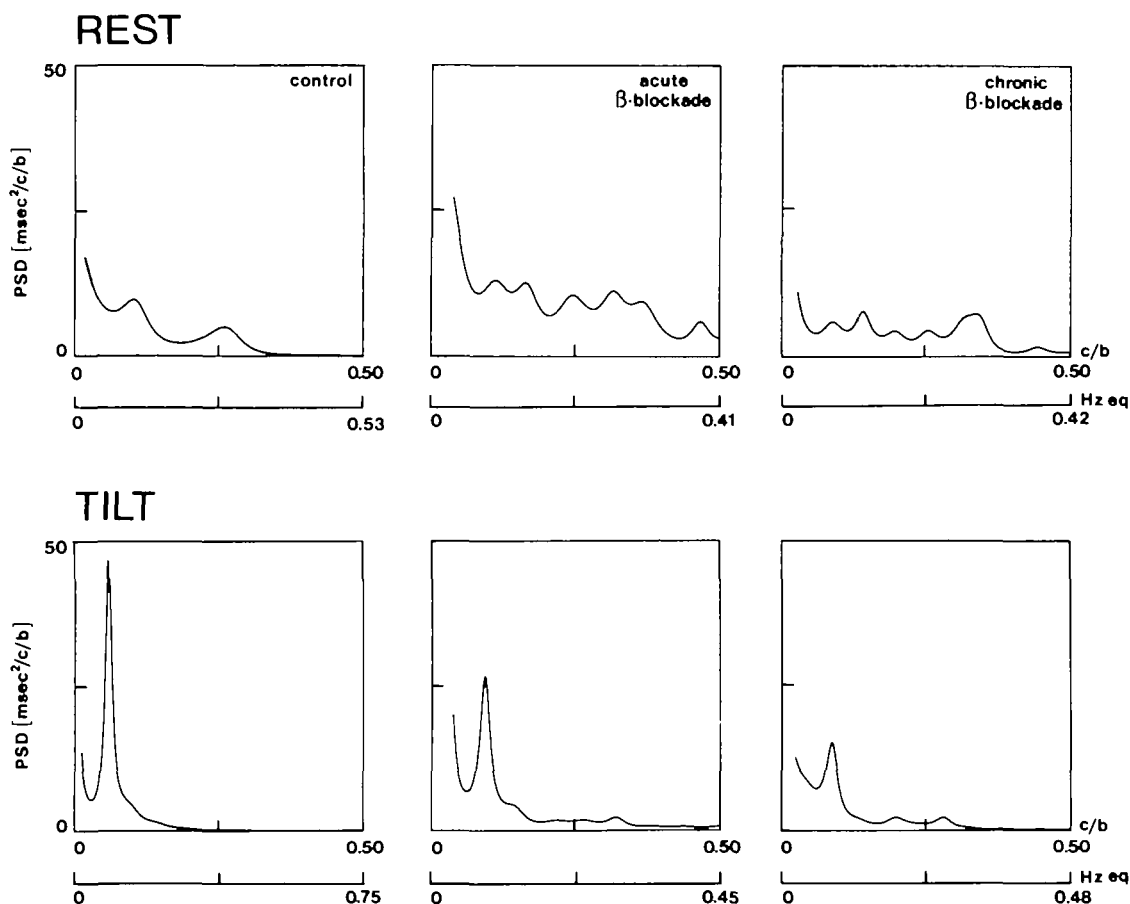 REST
50
control
acute
β-blockade
chronic
β-blockade
PSD [msec²/c/b]
0
0 0.50
0 0.50
0 0.50 c/b
0 0.53
0 0.41
0 0.42 Hz eq
TILT
50
PSD [msec²/c/b]
0
0 0.50
0 0.50
0 0.50 c/b
0 0.75
0 0.45
0 0.48 Hz eq